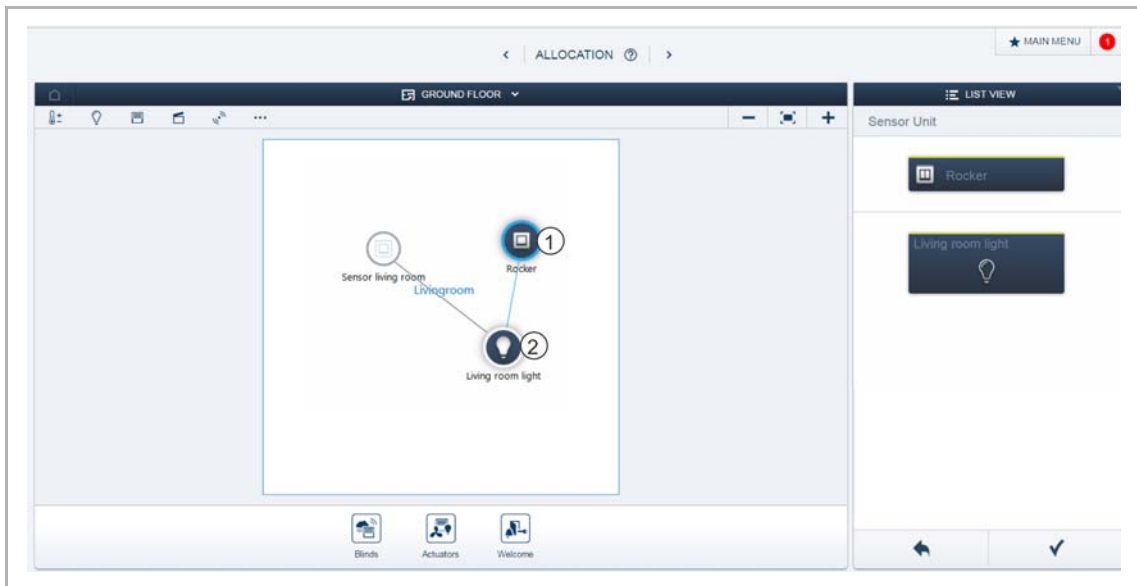 ALLOCATION ?
MAIN MENU
1
GROUND FLOOR
LIST VIEW
Sensor Unit
Rocker
Living room light
1
Rocker
Sensor living room
Livingroom
2
Living room light
Blinds
Actuators
Welcome